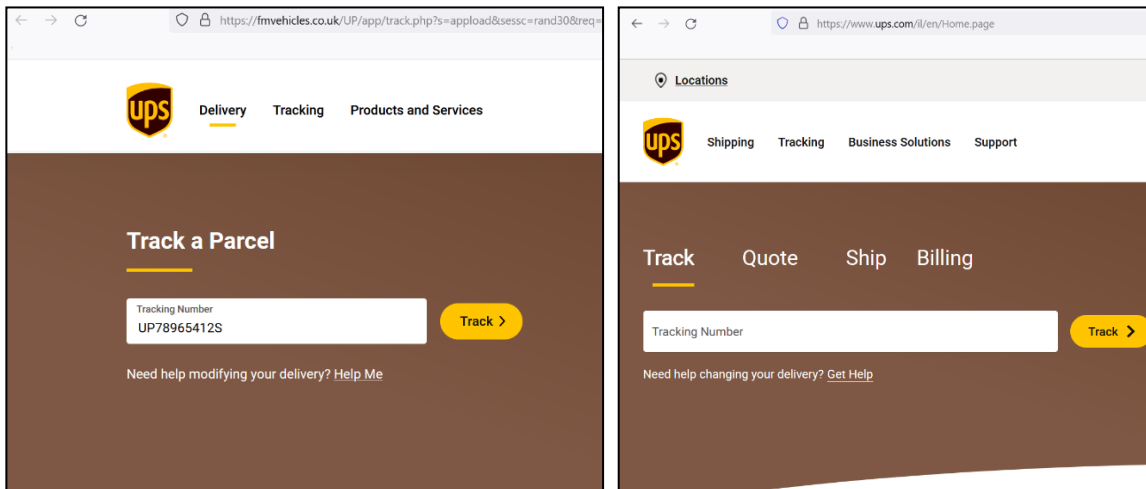 https://fmvehicles.co.uk/UP/app/track.php?s=appload&sessc=rand30&req=
ups
Delivery Tracking Products and Services
Track a Parcel
Tracking Number
UP78965412S
Track
Need help modifying your delivery? Help Me
https://www.ups.com/il/en/Home.page
Locations
ups
Shipping Tracking Business Solutions Support
Track Quote Ship Billing
Tracking Number
Track
Need help changing your delivery? Get Help